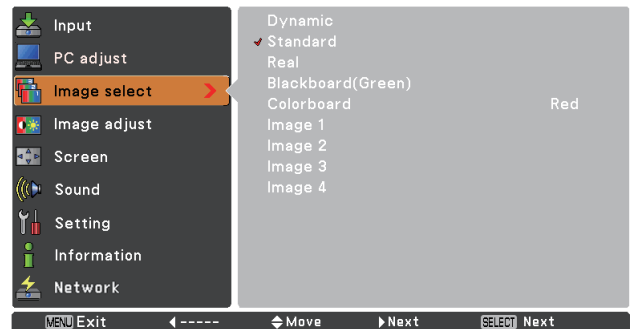 Input
PC adjust
Image select
Image adjust
Screen
Sound
Setting
Information
Network
Dynamic
Standard
Real
Blackboard(Green)
Colorboard Red
Image 1
Image 2
Image 3
Image 4
MENU Exit ◀ ----- Move Next SELECT Next